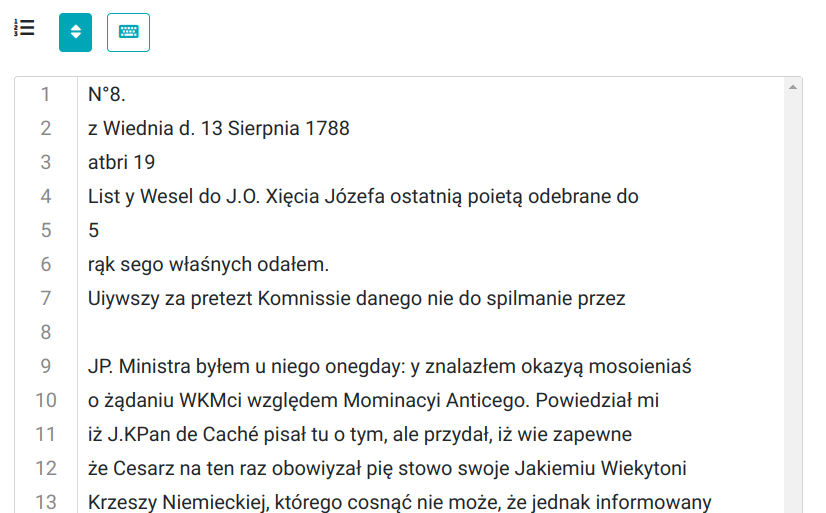 1 N°8.
2 z Wiednia d. 13 Sierpnia 1788
3 atbri 19
4 List y Wesel do J.O. Xięcia Józefa ostatnią poietą odebrane do
5 5
6 rąk sego właśnych odałem.
7 Uiywszy za pretezt Komnissie danego nie do spilmanie przez
8
9 JP. Ministra byłem u niego onegday: y znalazłem okazyą mosoieniaś
10 o żądaniu WKMci względem Mominacyi Anticego. Powiedział mi
11 iż J.KPan de Caché pisał tu o tym, ale przydał, iż wie zapewne
12 że Cesarz na ten raz obowiyzał pię stowo swoje Jakiemiu Wiekytoni
13 Krzeszy Niemieckiej, którego cosnąć nie może, że jednak informowany